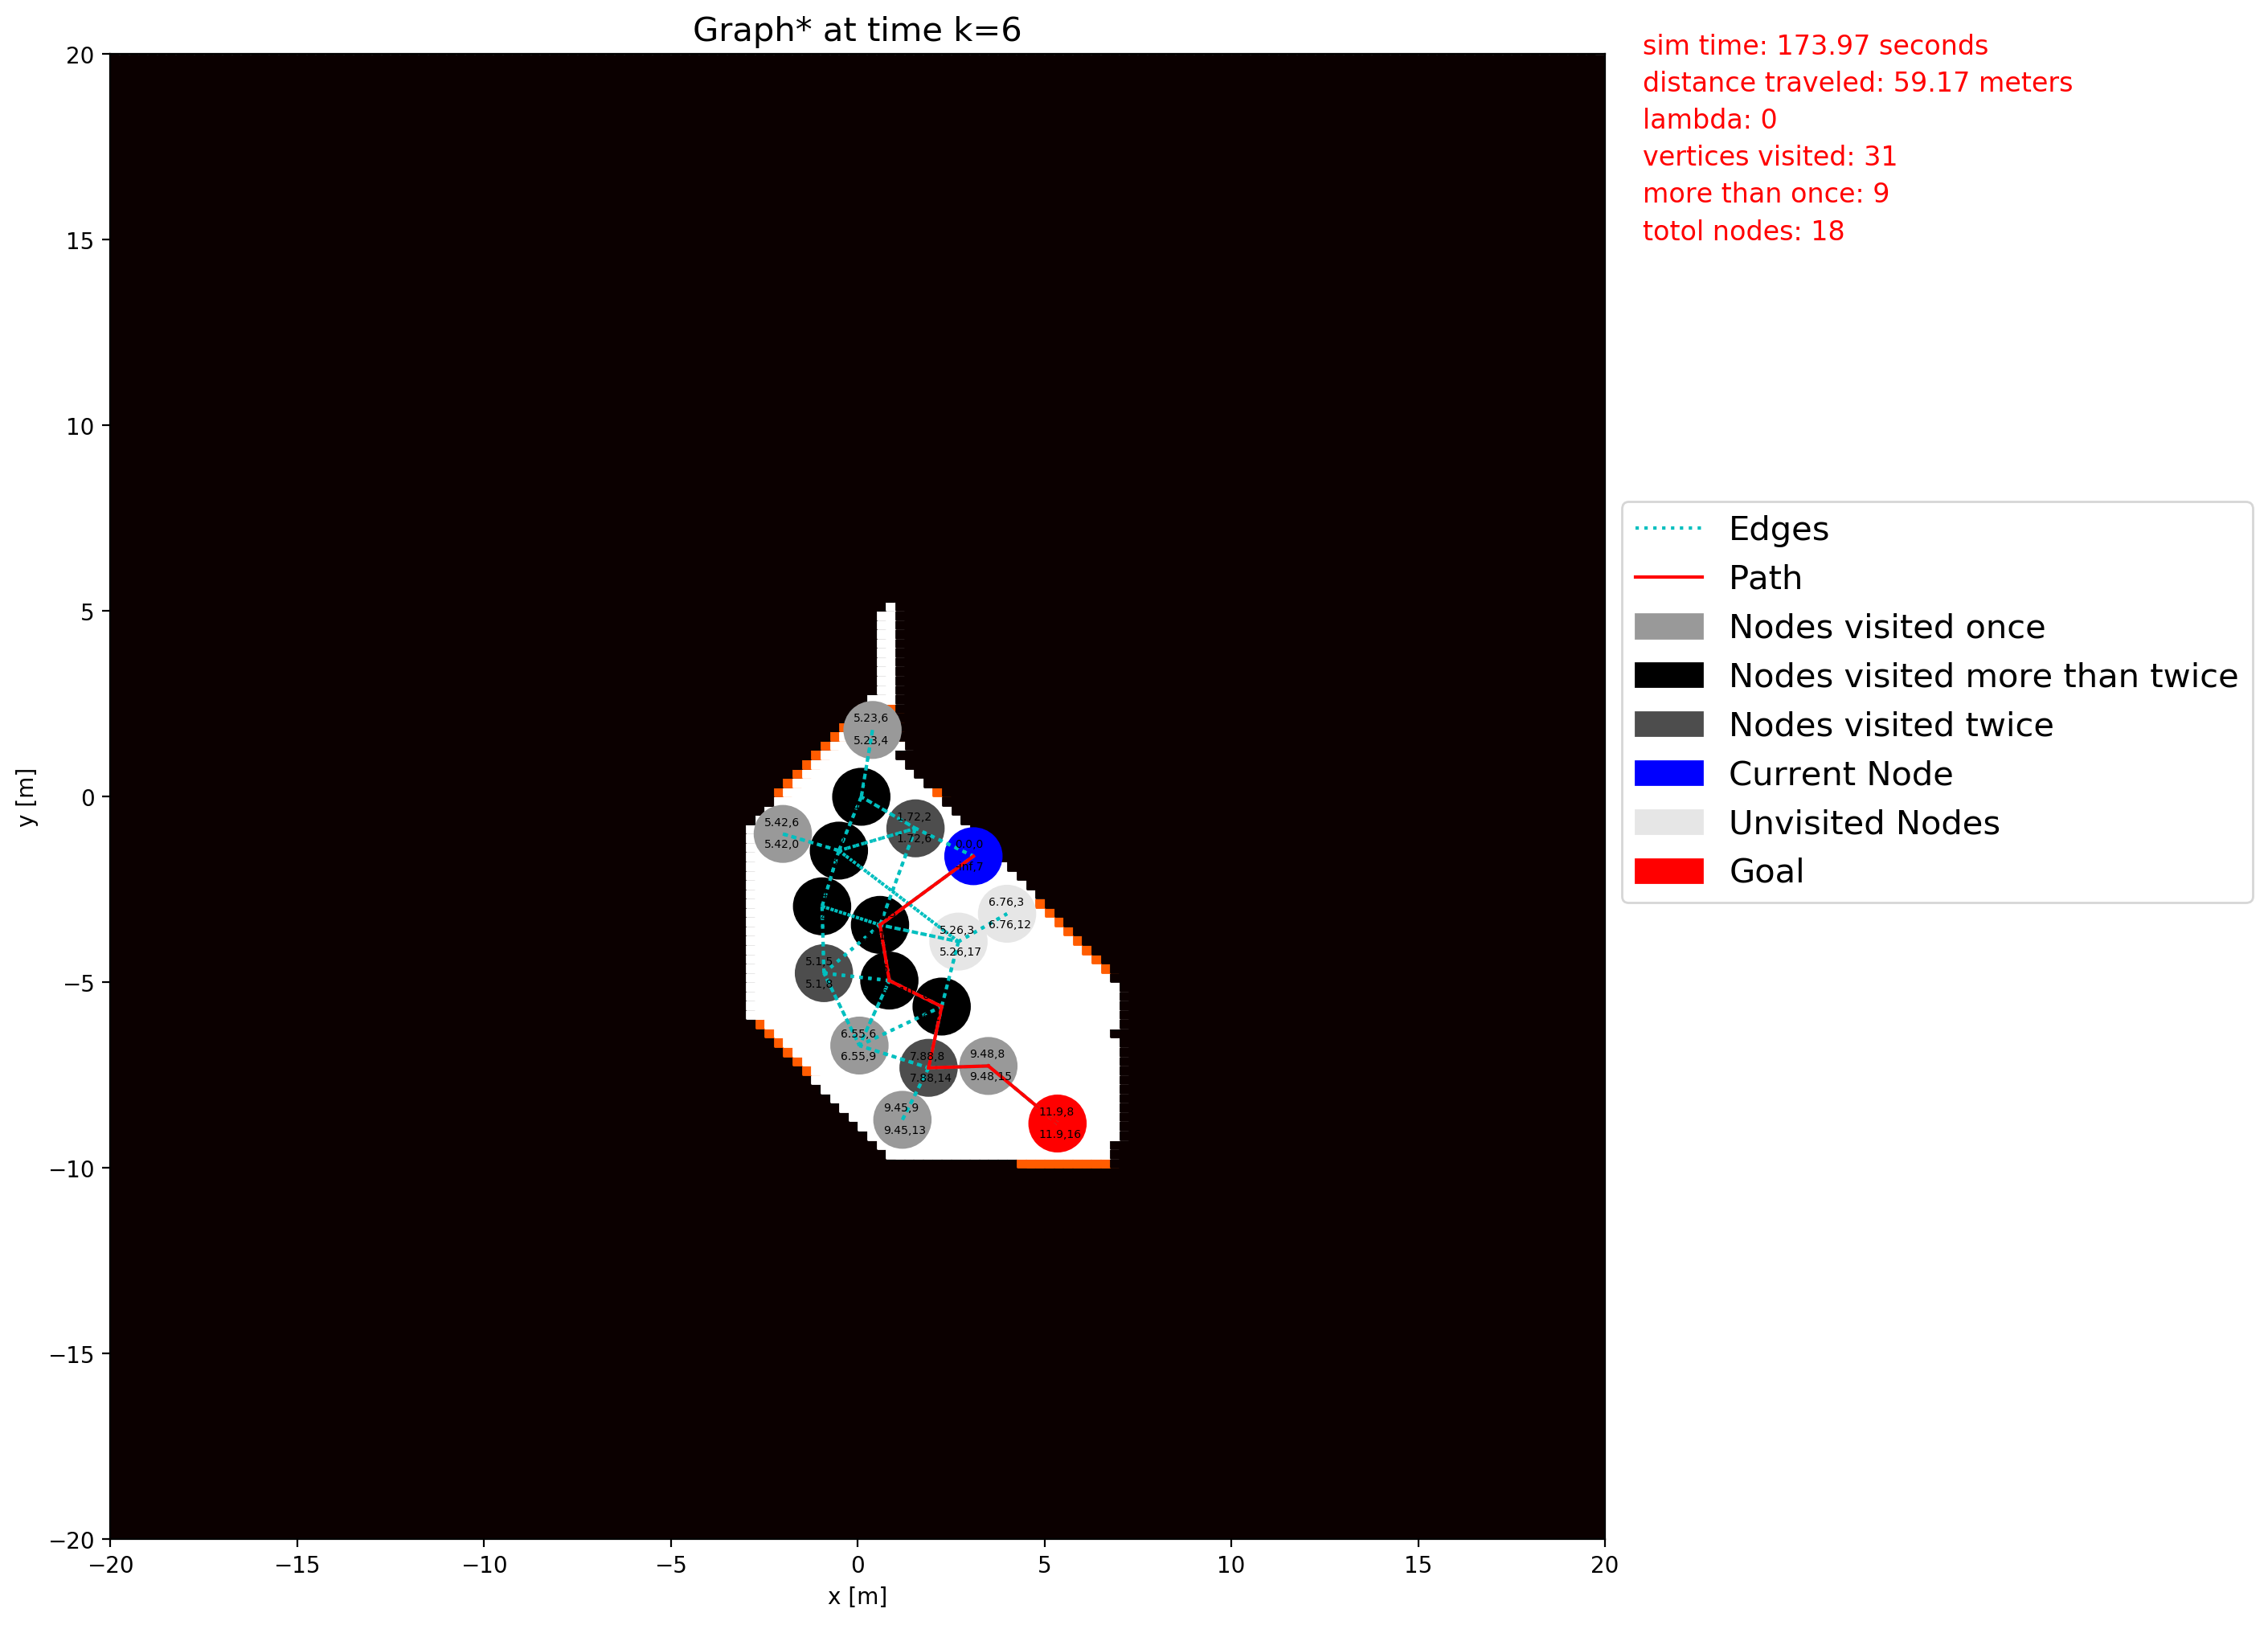 Graph* at time k=6
sim time: 173.97 seconds
distance traveled: 59.17 meters
lambda: 0
vertices visited: 31
more than once: 9
totol nodes: 18
Edges
Path
Nodes visited once
Nodes visited more than twice
Nodes visited twice
Current Node
Unvisited Nodes
Goal
20
15
10
5
0
−5
−10
−15
−20
y [m]
−20
−15
−10
−5
0
5
10
15
20
x [m]
5.23,6
5.23,4
5.42,6
5.42,0
1.72,2
1.72,6
0.0,0
6.76,3
6.76,12
5.26,3
5.26,17
5.1,5
5.1,8
6.55,6
6.55,9
7.88,8
7.88,14
9.48,8
9.48,15
9.45,9
9.45,13
11.9,8
11.9,16